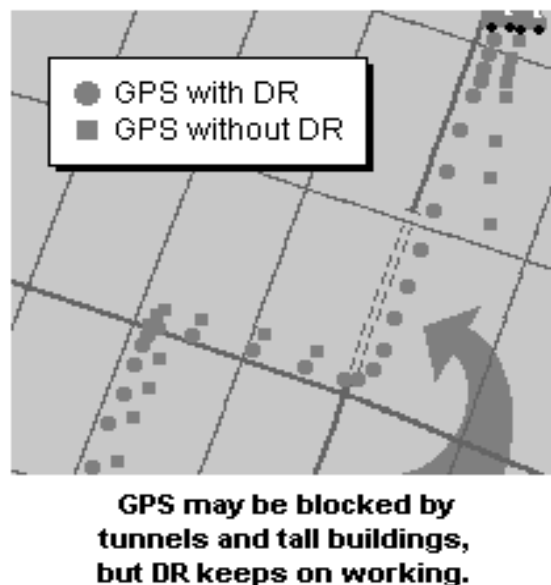 GPS with DR
GPS without DR
GPS may be blocked by
tunnels and tall buildings,
but DR keeps on working.